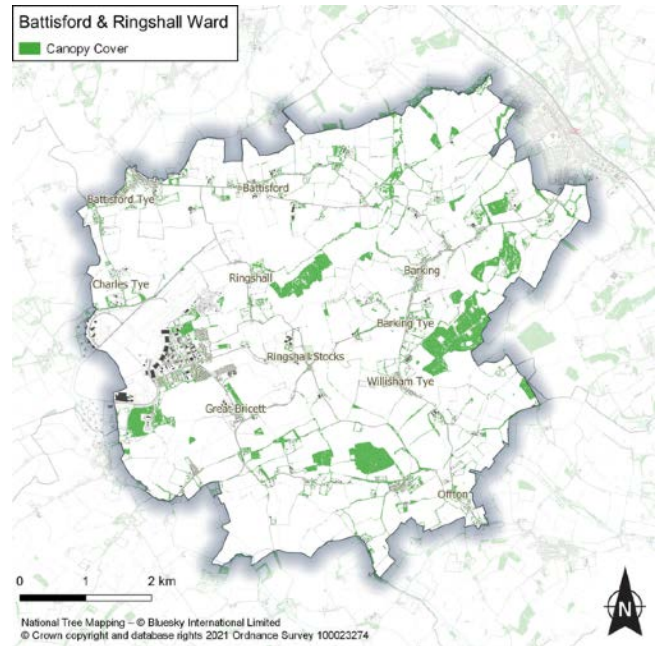 Battisford & Ringshall Ward
Canopy Cover
Battisford Tye
Battisford
Charles Tye
Ringshall
Barking
Barking Tye
Ringshall Stocks
Willisham Tye
Great Bricett
Offton
0 1 2 km
N
National Tree Mapping – © Bluesky International Limited
© Crown copyright and database rights 2021 Ordnance Survey 100023274